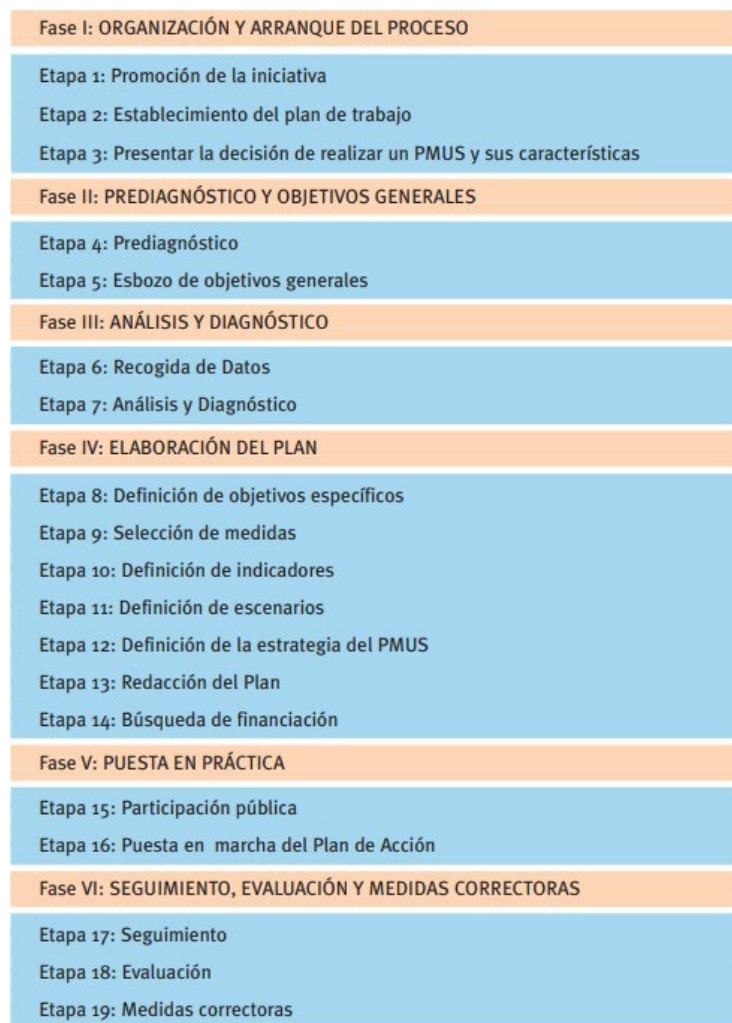 Fase I: ORGANIZACIÓN Y ARRANQUE DEL PROCESO
Etapa 1: Promoción de la iniciativa
Etapa 2: Establecimiento del plan de trabajo
Etapa 3: Presentar la decisión de realizar un PMUS y sus características
Fase II: PREDIAGNÓSTICO Y OBJETIVOS GENERALES
Etapa 4: Prediagnóstico
Etapa 5: Esbozo de objetivos generales
Fase III: ANÁLISIS Y DIAGNÓSTICO
Etapa 6: Recogida de Datos
Etapa 7: Análisis y Diagnóstico
Fase IV: ELABORACIÓN DEL PLAN
Etapa 8: Definición de objetivos específicos
Etapa 9: Selección de medidas
Etapa 10: Definición de indicadores
Etapa 11: Definición de escenarios
Etapa 12: Definición de la estrategia del PMUS
Etapa 13: Redacción del Plan
Etapa 14: Búsqueda de financiación
Fase V: PUESTA EN PRÁCTICA
Etapa 15: Participación pública
Etapa 16: Puesta en marcha del Plan de Acción
Fase VI: SEGUIMIENTO, EVALUACIÓN Y MEDIDAS CORRECTORAS
Etapa 17: Seguimiento
Etapa 18: Evaluación
Etapa 19: Medidas correctoras